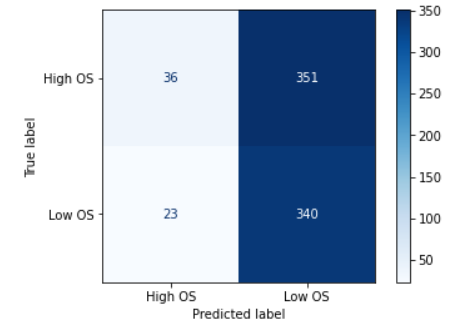 High OS
Low OS
True label
36
351
23
340
High OS
Low OS
Predicted label
350
300
250
200
150
100
50